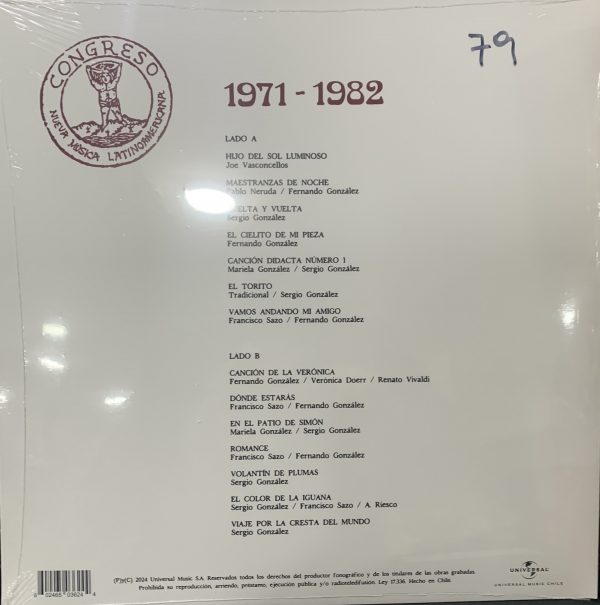 CONGRESO
NUEVA MÚSICA LATINOAMERICANA
79
1971 - 1982
LADO A
HIJO DEL SOL LUMINOSO
Joe Vasconcellos
MAESTRANZAS DE NOCHE
Pablo Neruda / Fernando González
VUELTA Y VUELTA
Sergio González
EL CIELITO DE MI PIEZA
Fernando González
CANCIÓN DIDACTA NÚMERO 1
Mariela González / Sergio González
EL TORITO
Tradicional / Sergio González
VAMOS ANDANDO MI AMIGO
Francisco Sazo / Fernando González
LADO B
CANCIÓN DE LA VERÓNICA
Fernando González / Verónica Doerr / Renato Vivaldi
DÓNDE ESTARÁS
Francisco Sazo / Fernando González
EN EL PATIO DE SIMÓN
Mariela González / Sergio González
ROMANCE
Francisco Sazo / Fernando González
VOLANTÍN DE PLUMAS
Sergio González
EL COLOR DE LA IGUANA
Sergio González / Francisco Sazo / A. Riesco
VIAJE POR LA CRESTA DEL MUNDO
Sergio González
(P)y(C) 2024 Universal Music S.A. Reservados todos los derechos del productor fonográfico y de los titulares de las obras grabadas.
Prohibida su reproducción, arriendo, préstamo, ejecución pública y/o radioteledifusión. Ley 17.336. Hecho en Chile.
8 02465 03624 4
UNIVERSAL
UNIVERSAL MUSIC CHILE